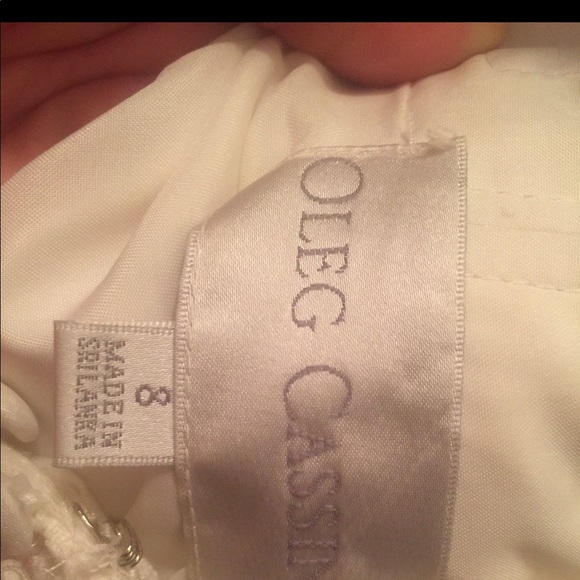 OLEG CASSI
8
MADE IN
SRI LANKA